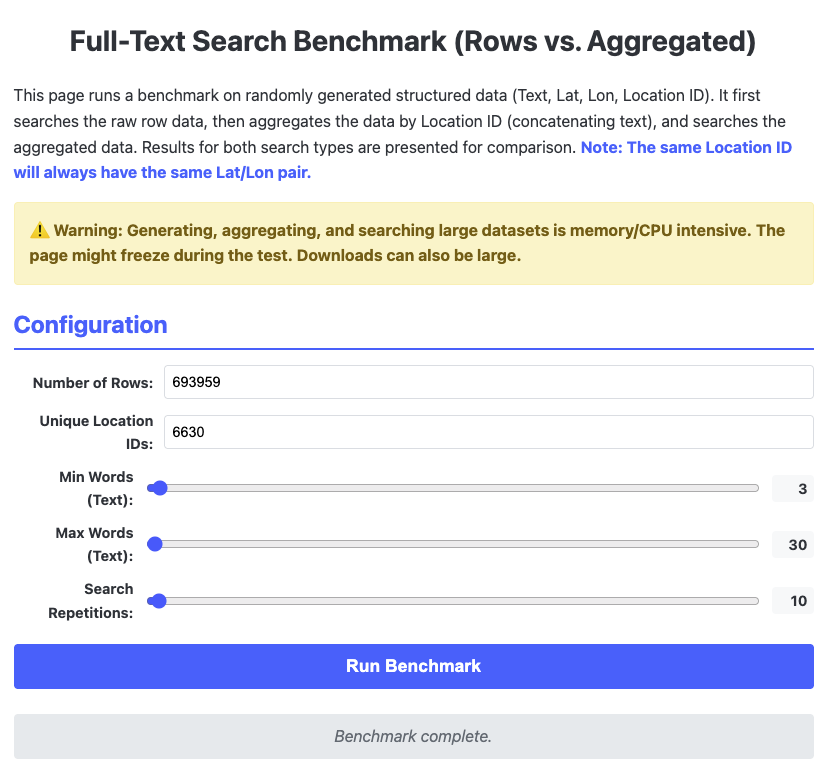 Full-Text Search Benchmark (Rows vs. Aggregated)
This page runs a benchmark on randomly generated structured data (Text, Lat, Lon, Location ID). It first
searches the raw row data, then aggregates the data by Location ID (concatenating text), and searches the
aggregated data. Results for both search types are presented for comparison. Note: The same Location ID
will always have the same Lat/Lon pair.
⚠️ Warning: Generating, aggregating, and searching large datasets is memory/CPU intensive. The
page might freeze during the test. Downloads can also be large.
Configuration
Number of Rows: 693959
Unique Location
IDs: 6630
Min Words
(Text): 3
Max Words
(Text): 30
Search
Repetitions: 10
Run Benchmark
Benchmark complete.